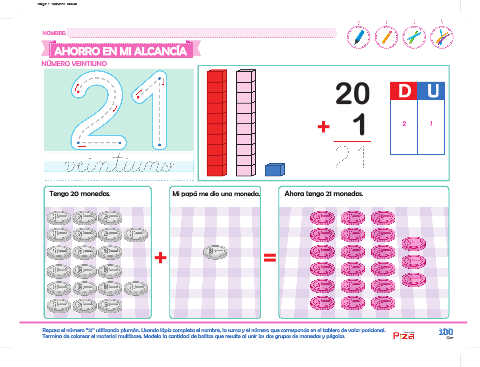 NOMBRE:
AHORRO EN MI ALCANCÍA
NÚMERO VEINTIUNO
21
veintiuno
20
+ 1
21
D U
2 1
Tengo 20 monedas.
Mi papá me dio una moneda.
Ahora tengo 21 monedas.
+
=
Repasa el número "21" utilizando plumón. Usando lápiz completa el nombre, la suma y el número que corresponda en el tablero de valor posicional.
Termina de colorear el material multibase. Modela la cantidad de bolitas que resulte al unir los dos grupos de monedas y pégalas.
100